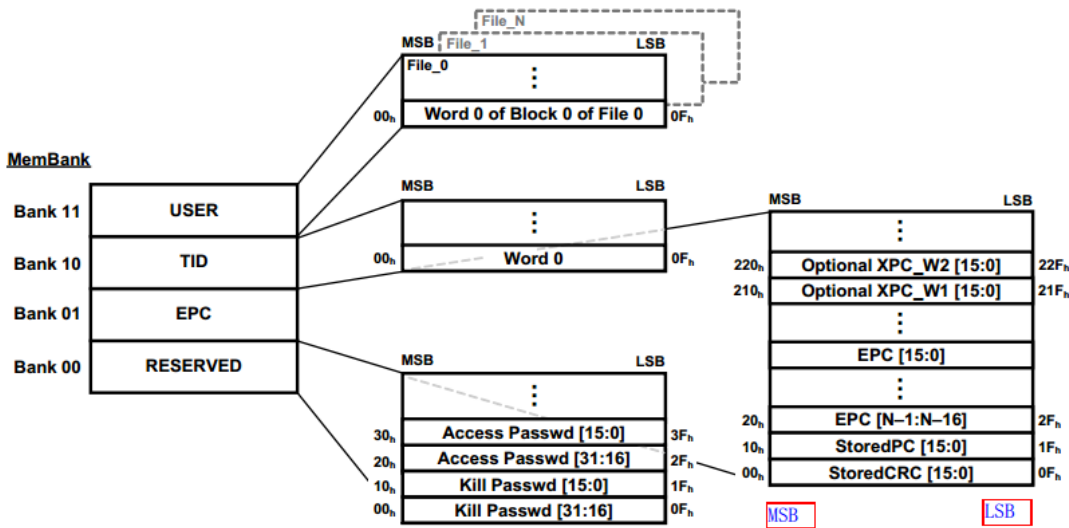 File_N
MSB File_1 LSB
File_0
⋮
00h Word 0 of Block 0 of File 0 0Fh
MemBank
Bank 11 USER
Bank 10 TID
Bank 01 EPC
Bank 00 RESERVED
MSB LSB
⋮
00h Word 0 0Fh
MSB LSB
⋮
30h Access Passwd [15:0] 3Fh
20h Access Passwd [31:16] 2Fh
10h Kill Passwd [15:0] 1Fh
00h Kill Passwd [31:16] 0Fh
MSB LSB
⋮
220h Optional XPC_W2 [15:0] 22Fh
210h Optional XPC_W1 [15:0] 21Fh
⋮
EPC [15:0]
⋮
20h EPC [N–1:N–16] 2Fh
10h StoredPC [15:0] 1Fh
00h StoredCRC [15:0] 0Fh
MSB LSB